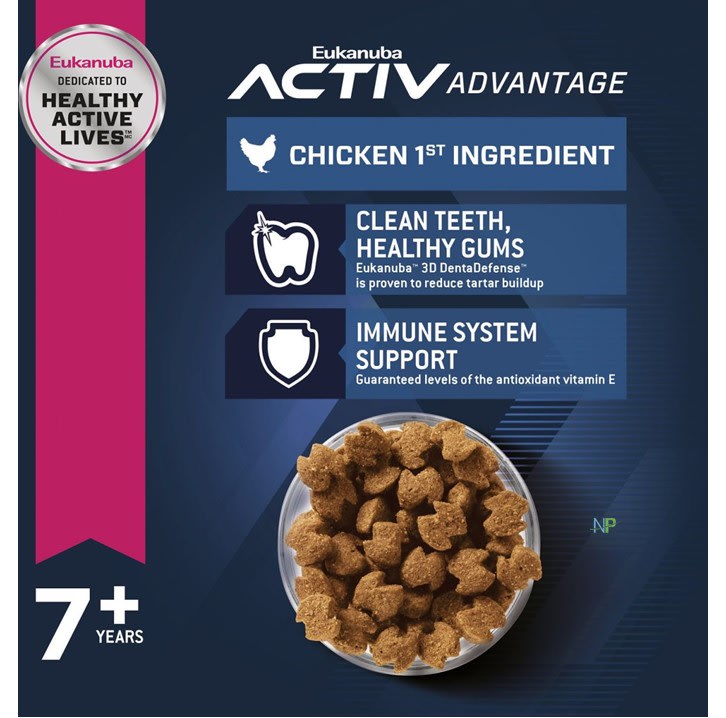 Eukanuba
DEDICATED TO
HEALTHY
ACTIVE
LIVES™MC
Eukanuba
ACTIV ADVANTAGE
CHICKEN 1ST INGREDIENT
CLEAN TEETH,
HEALTHY GUMS
Eukanuba™ 3D DentaDefense™
is proven to reduce tartar buildup
IMMUNE SYSTEM
SUPPORT
Guaranteed levels of the antioxidant vitamin E
NP
7+
YEARS